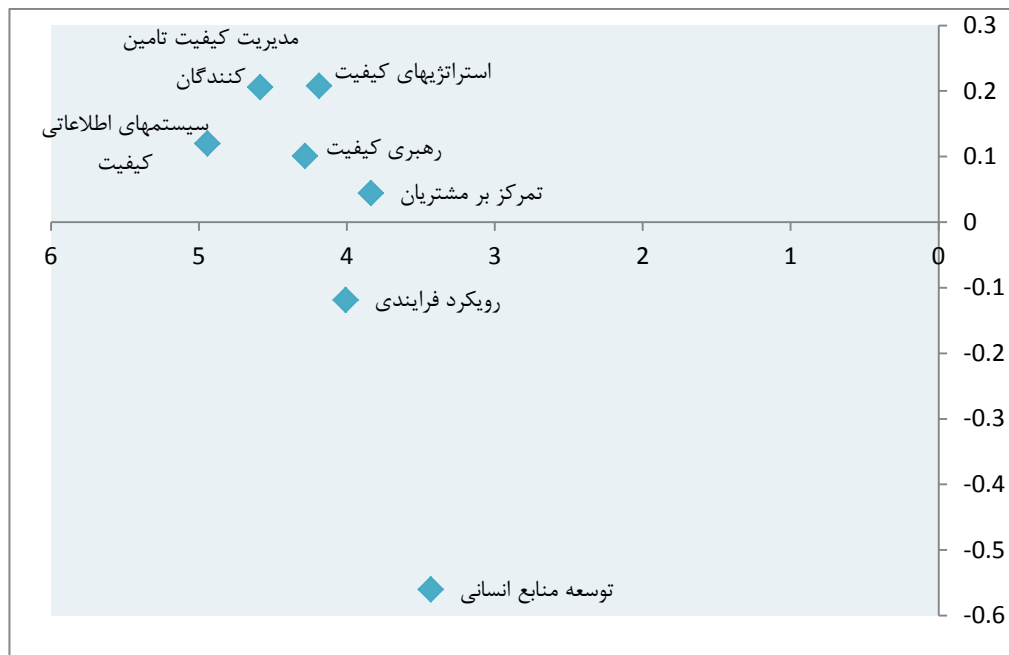 0.3
مدیریت کیفیت تامین
کنندگان
استراتژیهای کیفیت
0.2
سیستمهای اطلاعاتی
کیفیت
رهبری کیفیت
0.1
تمرکز بر مشتریان
0
6 5 4 3 2 1 0
رویکرد فرایندی
-0.1
-0.2
-0.3
-0.4
-0.5
توسعه منابع انسانی
-0.6